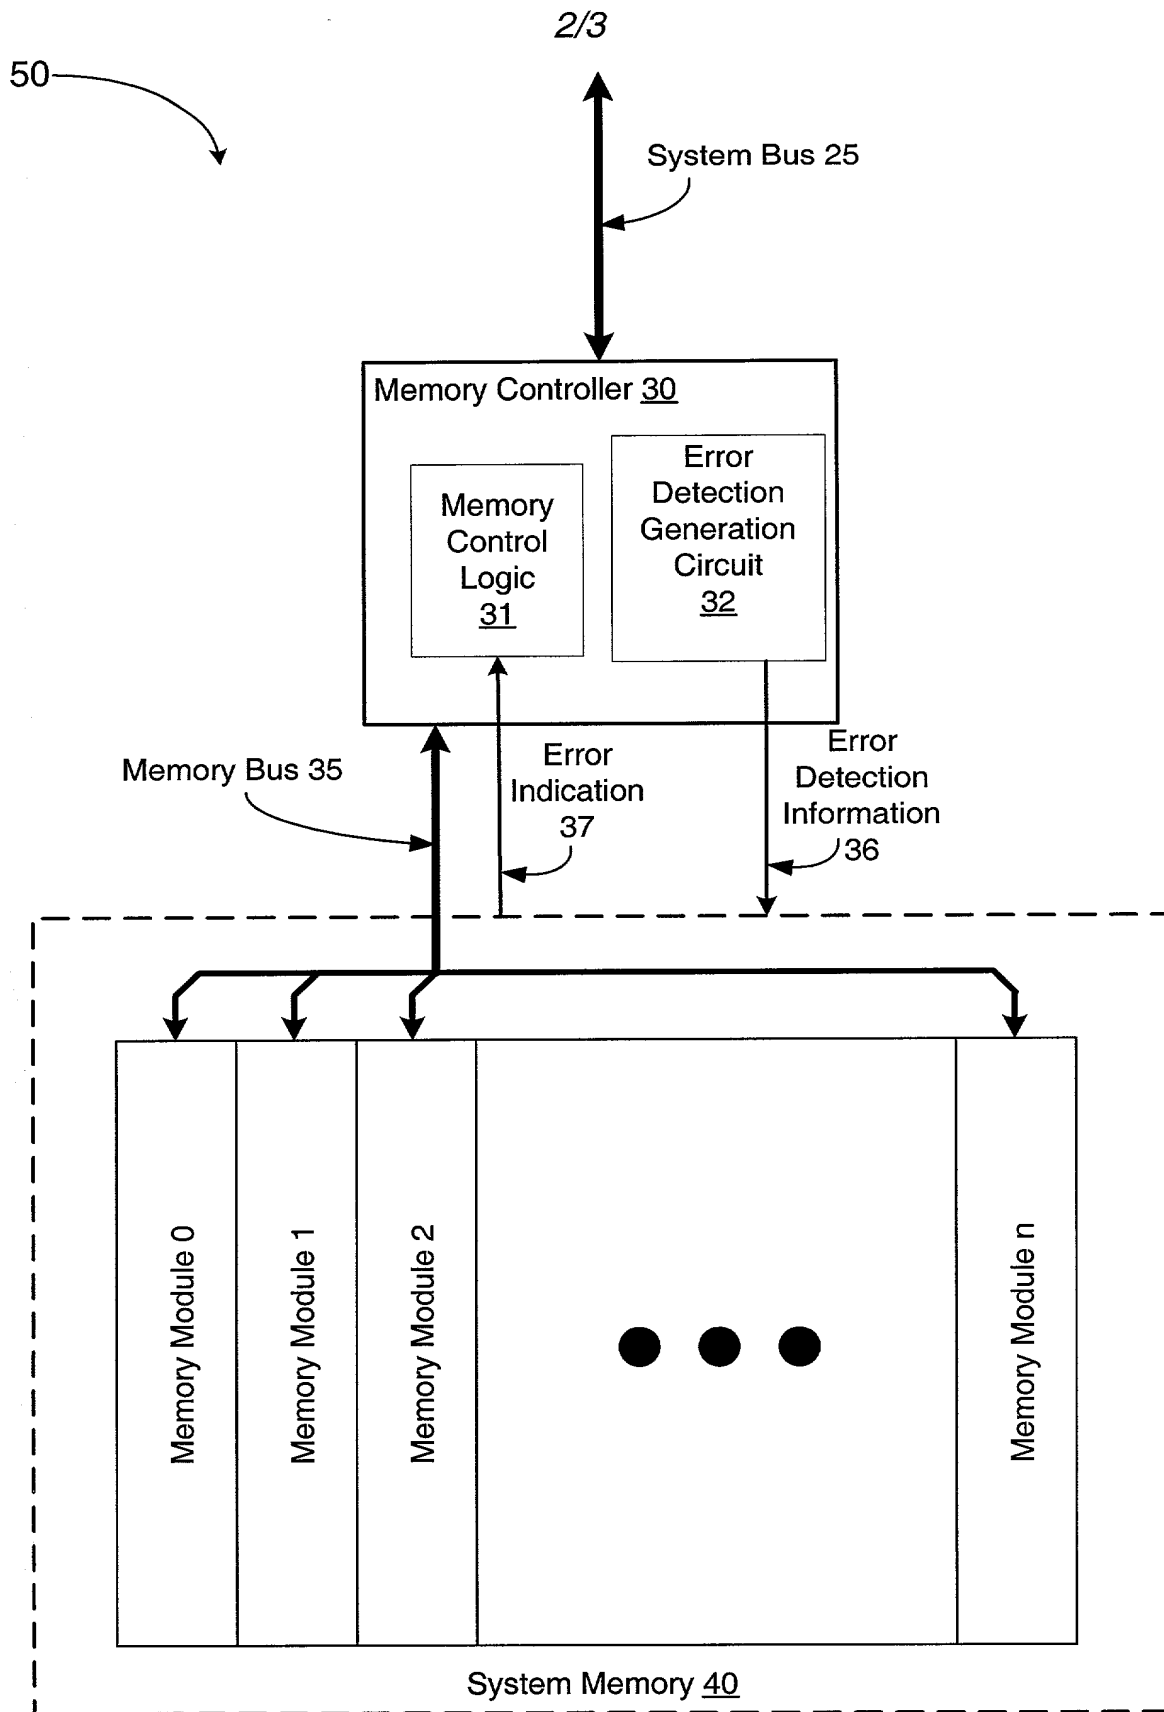 2/3
50
System Bus 25
Memory Controller 30
Memory
Control
Logic
31
Error
Detection
Generation
Circuit
32
Memory Bus 35
Error
Indication
37
Error
Detection
Information
36
Memory Module 0
Memory Module 1
Memory Module 2
Memory Module n
System Memory 40